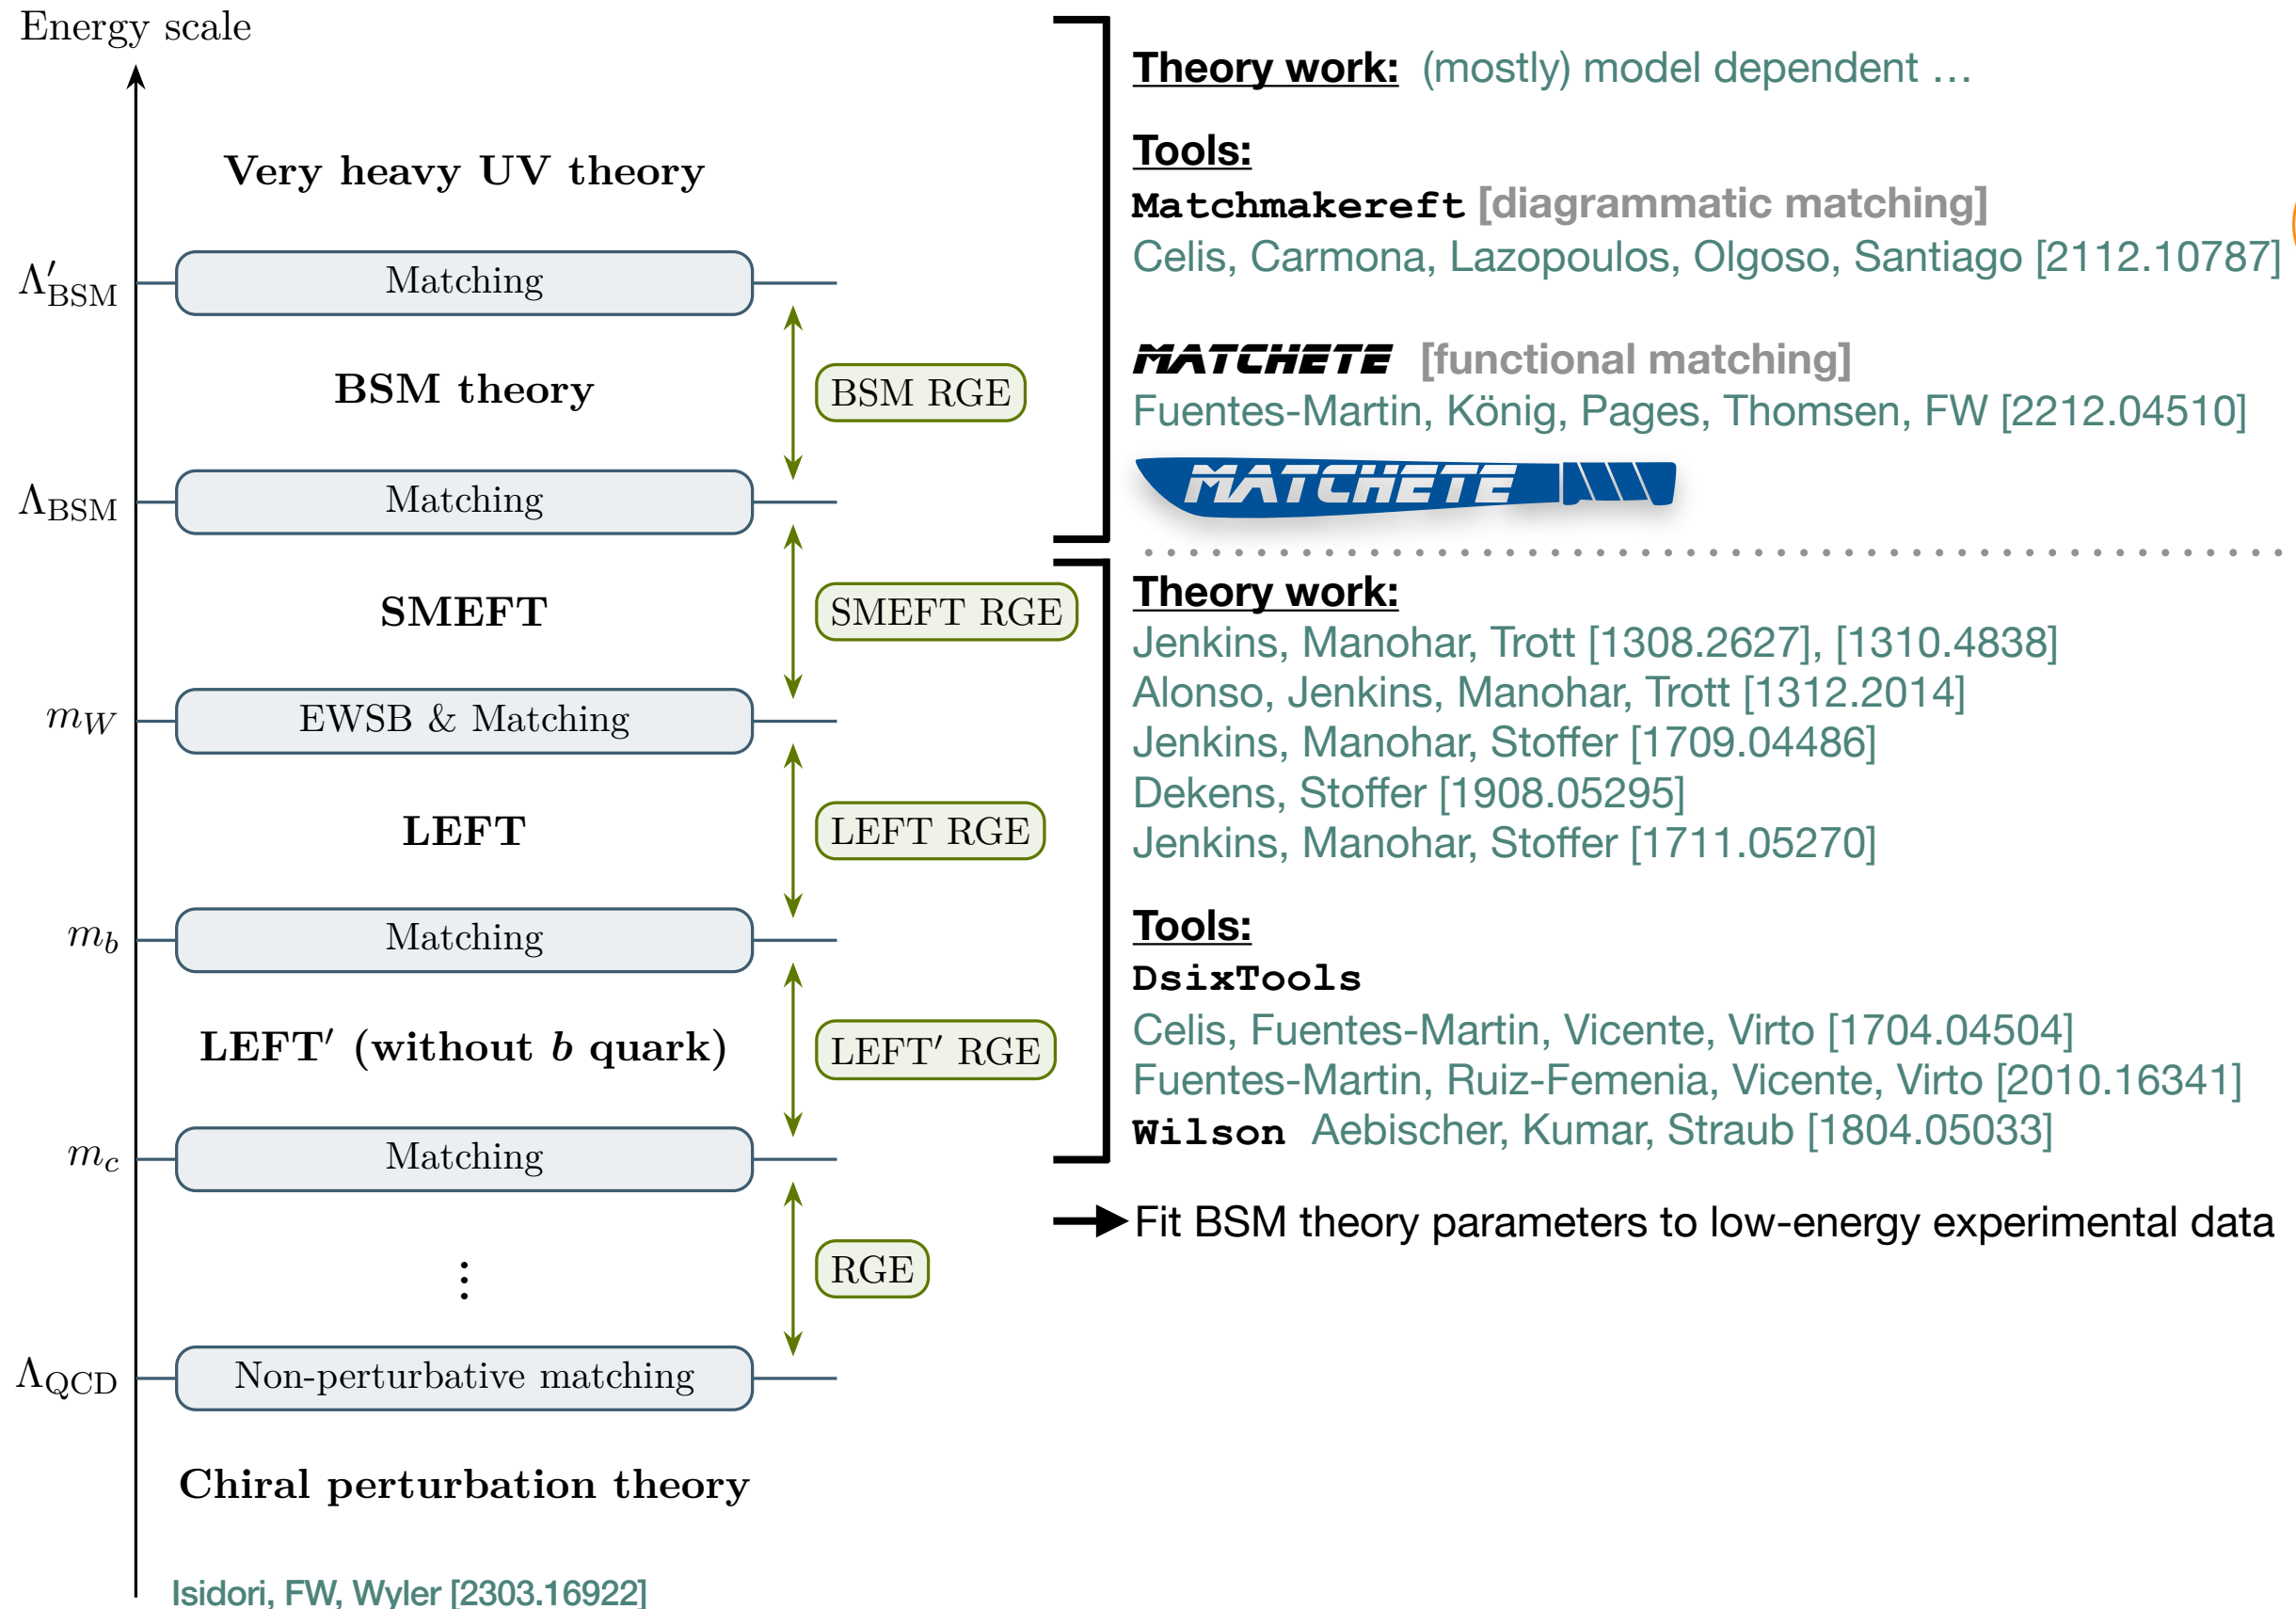 Energy scale
Very heavy UV theory
Λ′BSM
Matching
BSM theory
BSM RGE
ΛBSM
Matching
SMEFT
SMEFT RGE
mW
EWSB & Matching
LEFT
LEFT RGE
mb
Matching
LEFT′ (without b quark)
LEFT′ RGE
mc
Matching
⋮
RGE
ΛQCD
Non-perturbative matching
Chiral perturbation theory
Isidori, FW, Wyler [2303.16922]
Theory work: (mostly) model dependent …
Tools:
Matchmakereft [diagrammatic matching]
Celis, Carmona, Lazopoulos, Olgoso, Santiago [2112.10787]
MATCHETE [functional matching]
Fuentes-Martin, König, Pages, Thomsen, FW [2212.04510]
MATCHETE
Theory work:
Jenkins, Manohar, Trott [1308.2627], [1310.4838]
Alonso, Jenkins, Manohar, Trott [1312.2014]
Jenkins, Manohar, Stoffer [1709.04486]
Dekens, Stoffer [1908.05295]
Jenkins, Manohar, Stoffer [1711.05270]
Tools:
DsixTools
Celis, Fuentes-Martin, Vicente, Virto [1704.04504]
Fuentes-Martin, Ruiz-Femenia, Vicente, Virto [2010.16341]
Wilson Aebischer, Kumar, Straub [1804.05033]
Fit BSM theory parameters to low-energy experimental data